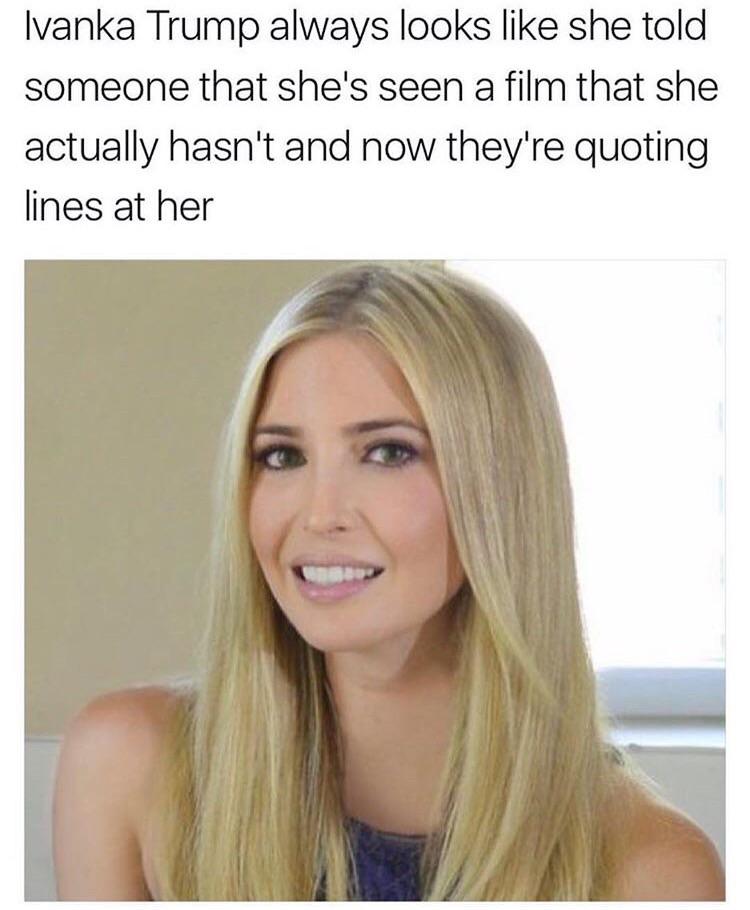 Ivanka Trump always looks like she told
someone that she's seen a film that she
actually hasn't and now they're quoting
lines at her